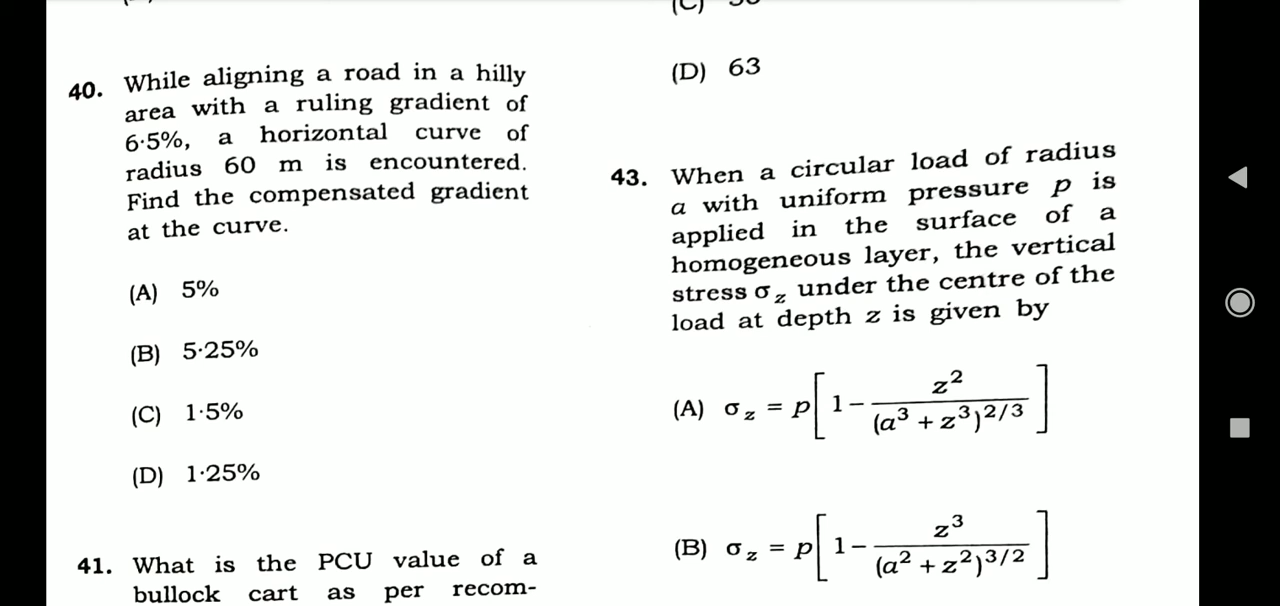 40. While aligning a road in a hilly
area with a ruling gradient of
6·5%, a horizontal curve of
radius 60 m is encountered.
Find the compensated gradient
at the curve.
(A) 5%
(B) 5·25%
(C) 1·5%
(D) 1·25%
41. What is the PCU value of a
bullock cart as per recom-
(D) 63
43. When a circular load of radius
a with uniform pressure p is
applied in the surface of a
homogeneous layer, the vertical
stress σ_z under the centre of the
load at depth z is given by
(A) σ_z = p[1 − z²/(a³ + z³)^2/3]
(B) σ_z = p[1 − z³/(a² + z²)^3/2]